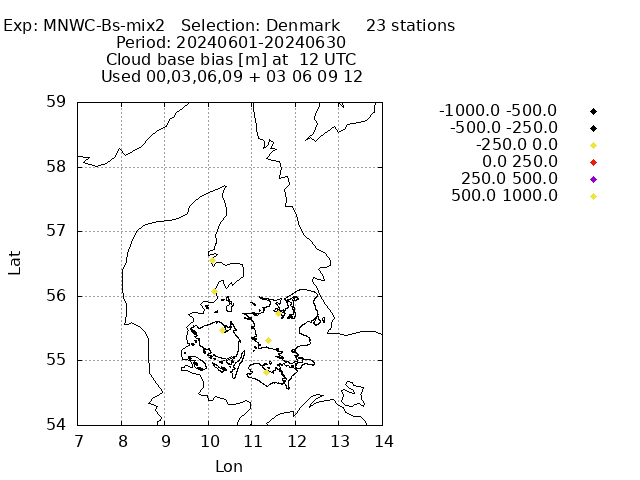 Exp: MNWC-Bs-mix2 Selection: Denmark 23 stations
Period: 20240601-20240630
Cloud base bias [m] at 12 UTC
Used 00,03,06,09 + 03 06 09 12
-1000.0 -500.0
-500.0 -250.0
-250.0 0.0
0.0 250.0
250.0 500.0
500.0 1000.0
59
58
57
56
55
54
Lat
7 8 9 10 11 12 13 14
Lon